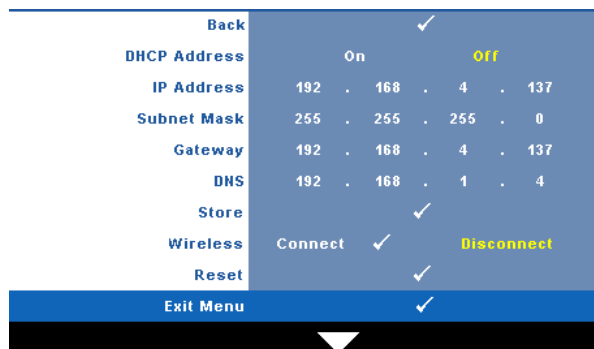 Back ✓
DHCP Address On Off
IP Address 192 . 168 . 4 . 137
Subnet Mask 255 . 255 . 255 . 0
Gateway 192 . 168 . 4 . 137
DNS 192 . 168 . 1 . 4
Store ✓
Wireless Connect ✓ Disconnect
Reset ✓
Exit Menu ✓